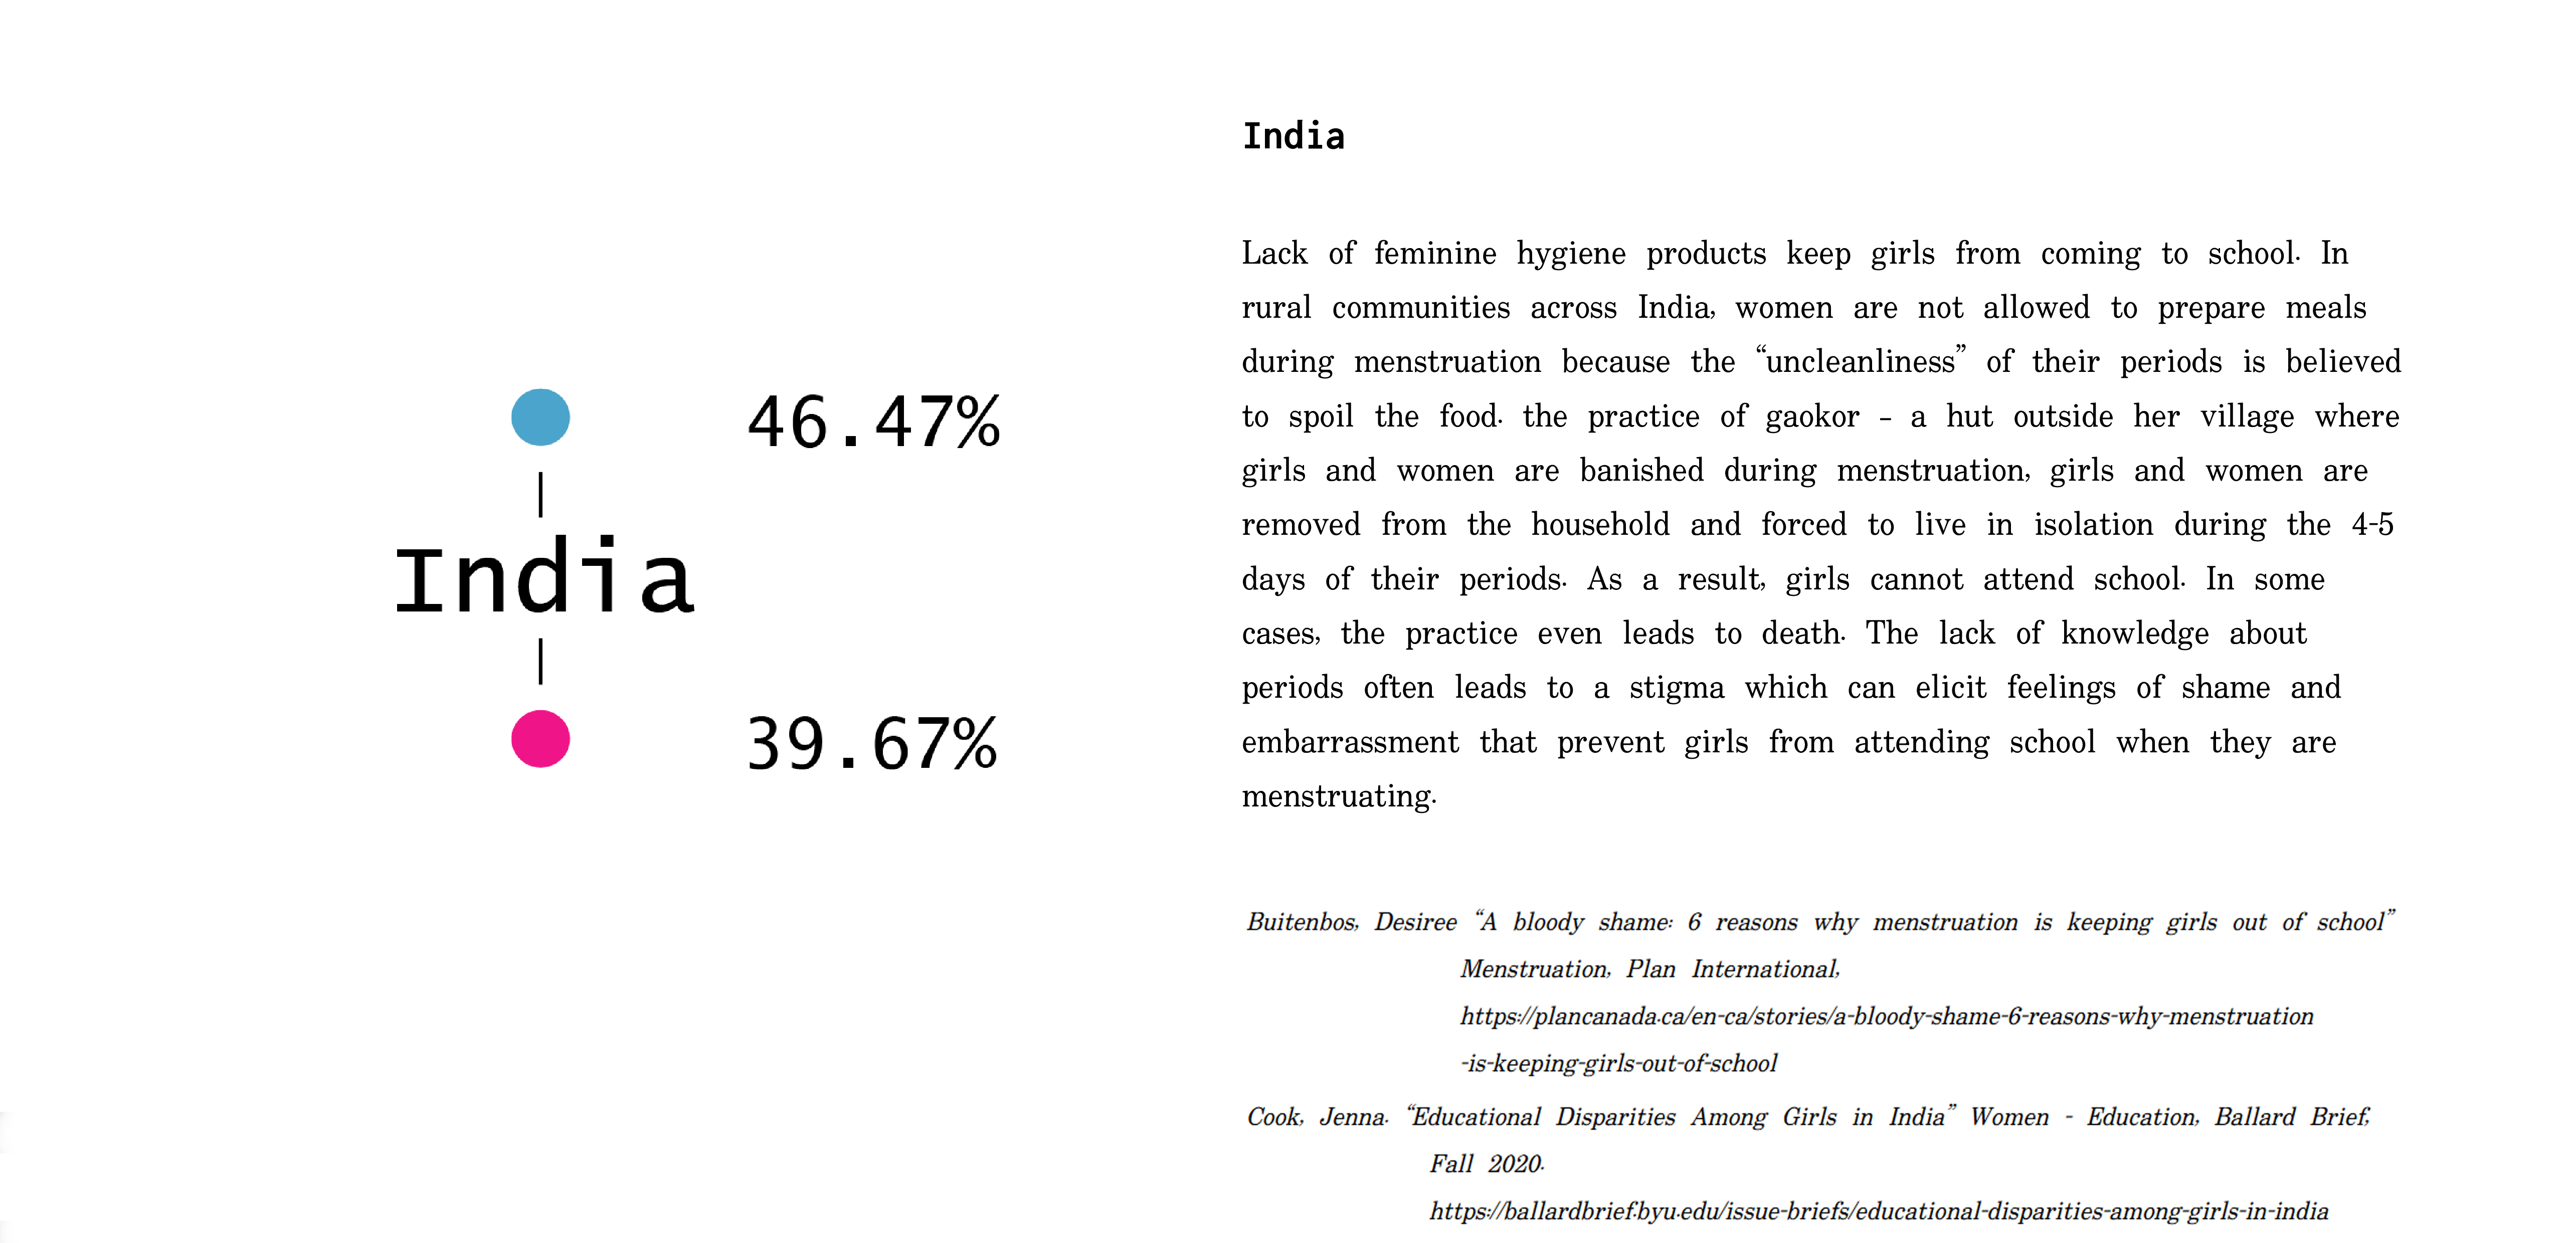 46.47%
India
39.67%
India
Lack of feminine hygiene products keep girls from coming to school. In
rural communities across India, women are not allowed to prepare meals
during menstruation because the “uncleanliness” of their periods is believed
to spoil the food. the practice of gaokor - a hut outside her village where
girls and women are banished during menstruation, girls and women are
removed from the household and forced to live in isolation during the 4-5
days of their periods. As a result, girls cannot attend school. In some
cases, the practice even leads to death. The lack of knowledge about
periods often leads to a stigma which can elicit feelings of shame and
embarrassment that prevent girls from attending school when they are
menstruating.
Buitenbos, Desiree “A bloody shame: 6 reasons why menstruation is keeping girls out of school”
Menstruation, Plan International,
https://plancanada.ca/en-ca/stories/a-bloody-shame-6-reasons-why-menstruation
-is-keeping-girls-out-of-school
Cook, Jenna. “Educational Disparities Among Girls in India” Women - Education, Ballard Brief,
Fall 2020.
https://ballardbrief.byu.edu/issue-briefs/educational-disparities-among-girls-in-india